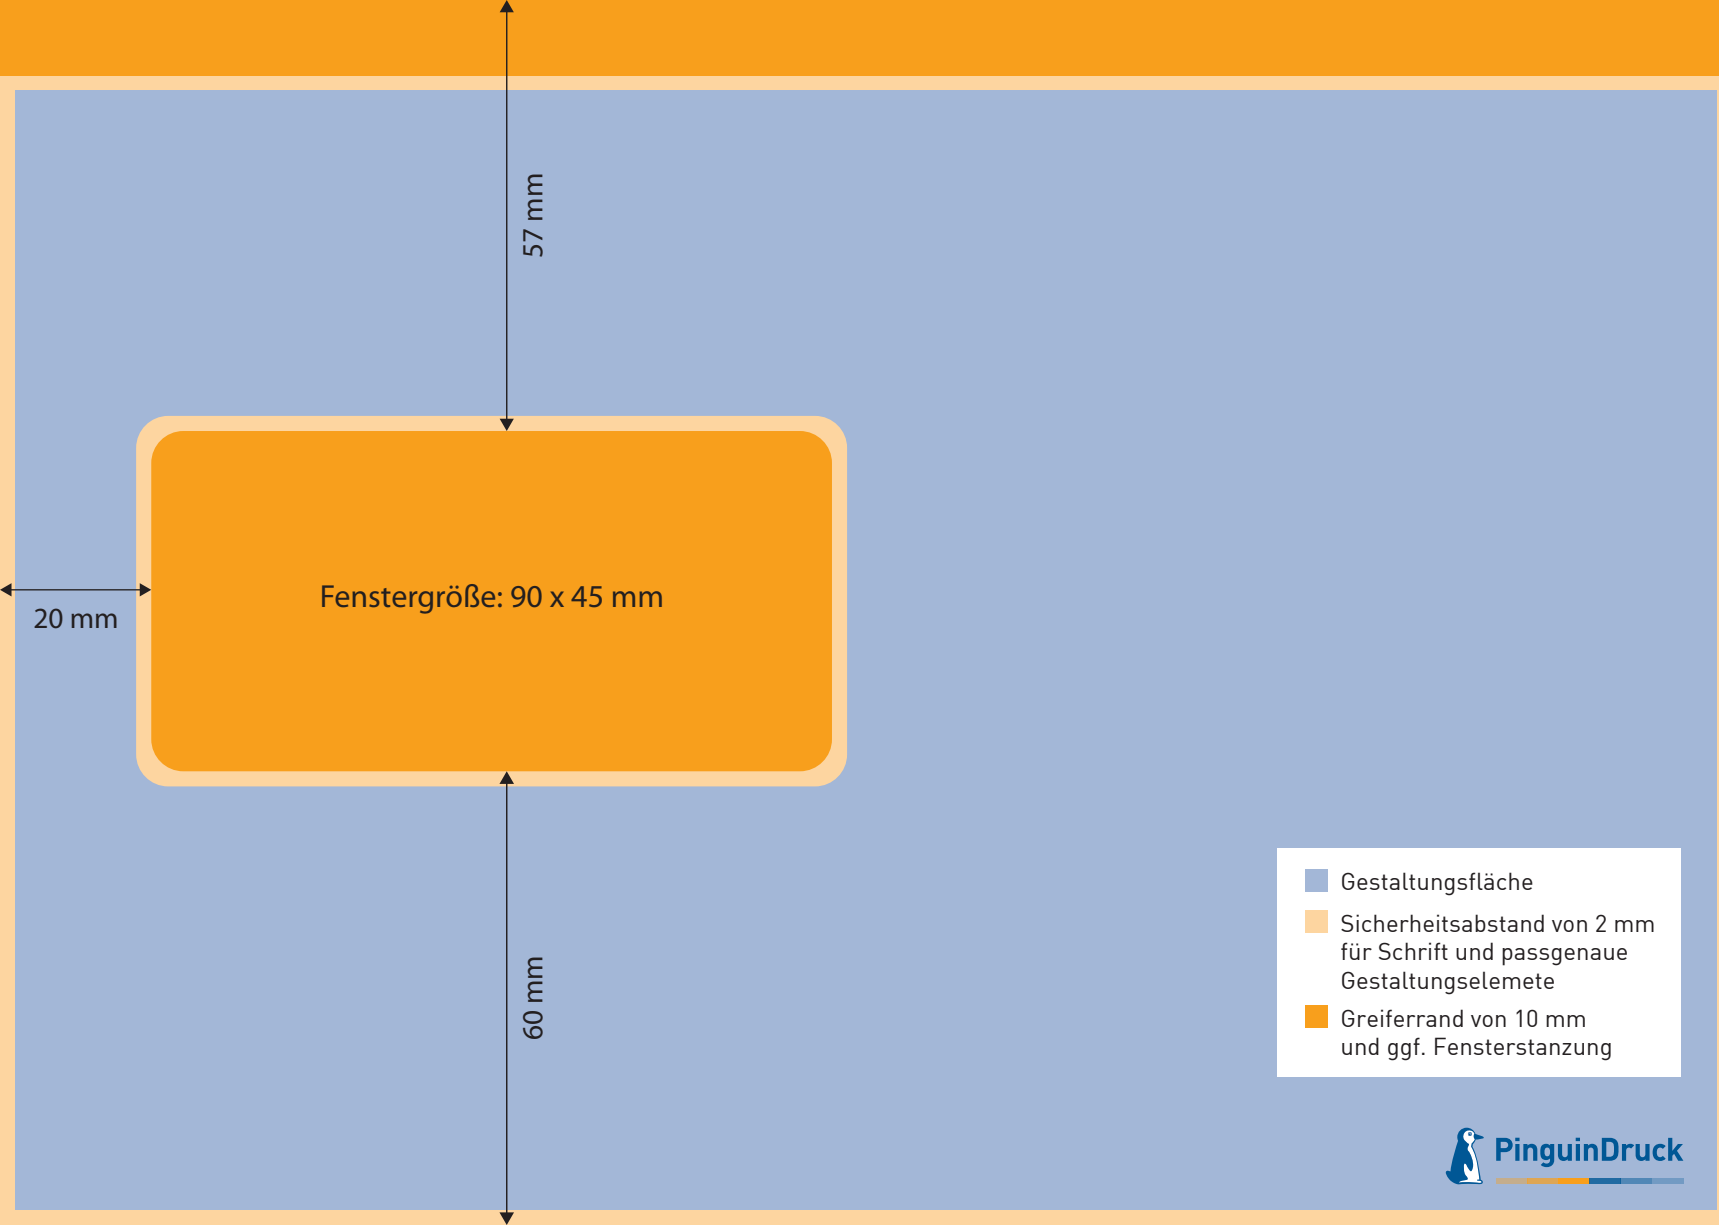 57 mm
Fenstergröße: 90 x 45 mm
20 mm
60 mm
Gestaltungsfläche
Sicherheitsabstand von 2 mm
für Schrift und passgenaue
Gestaltungselemete
Greiferrand von 10 mm
und ggf. Fensterstanzung
PinguinDruck